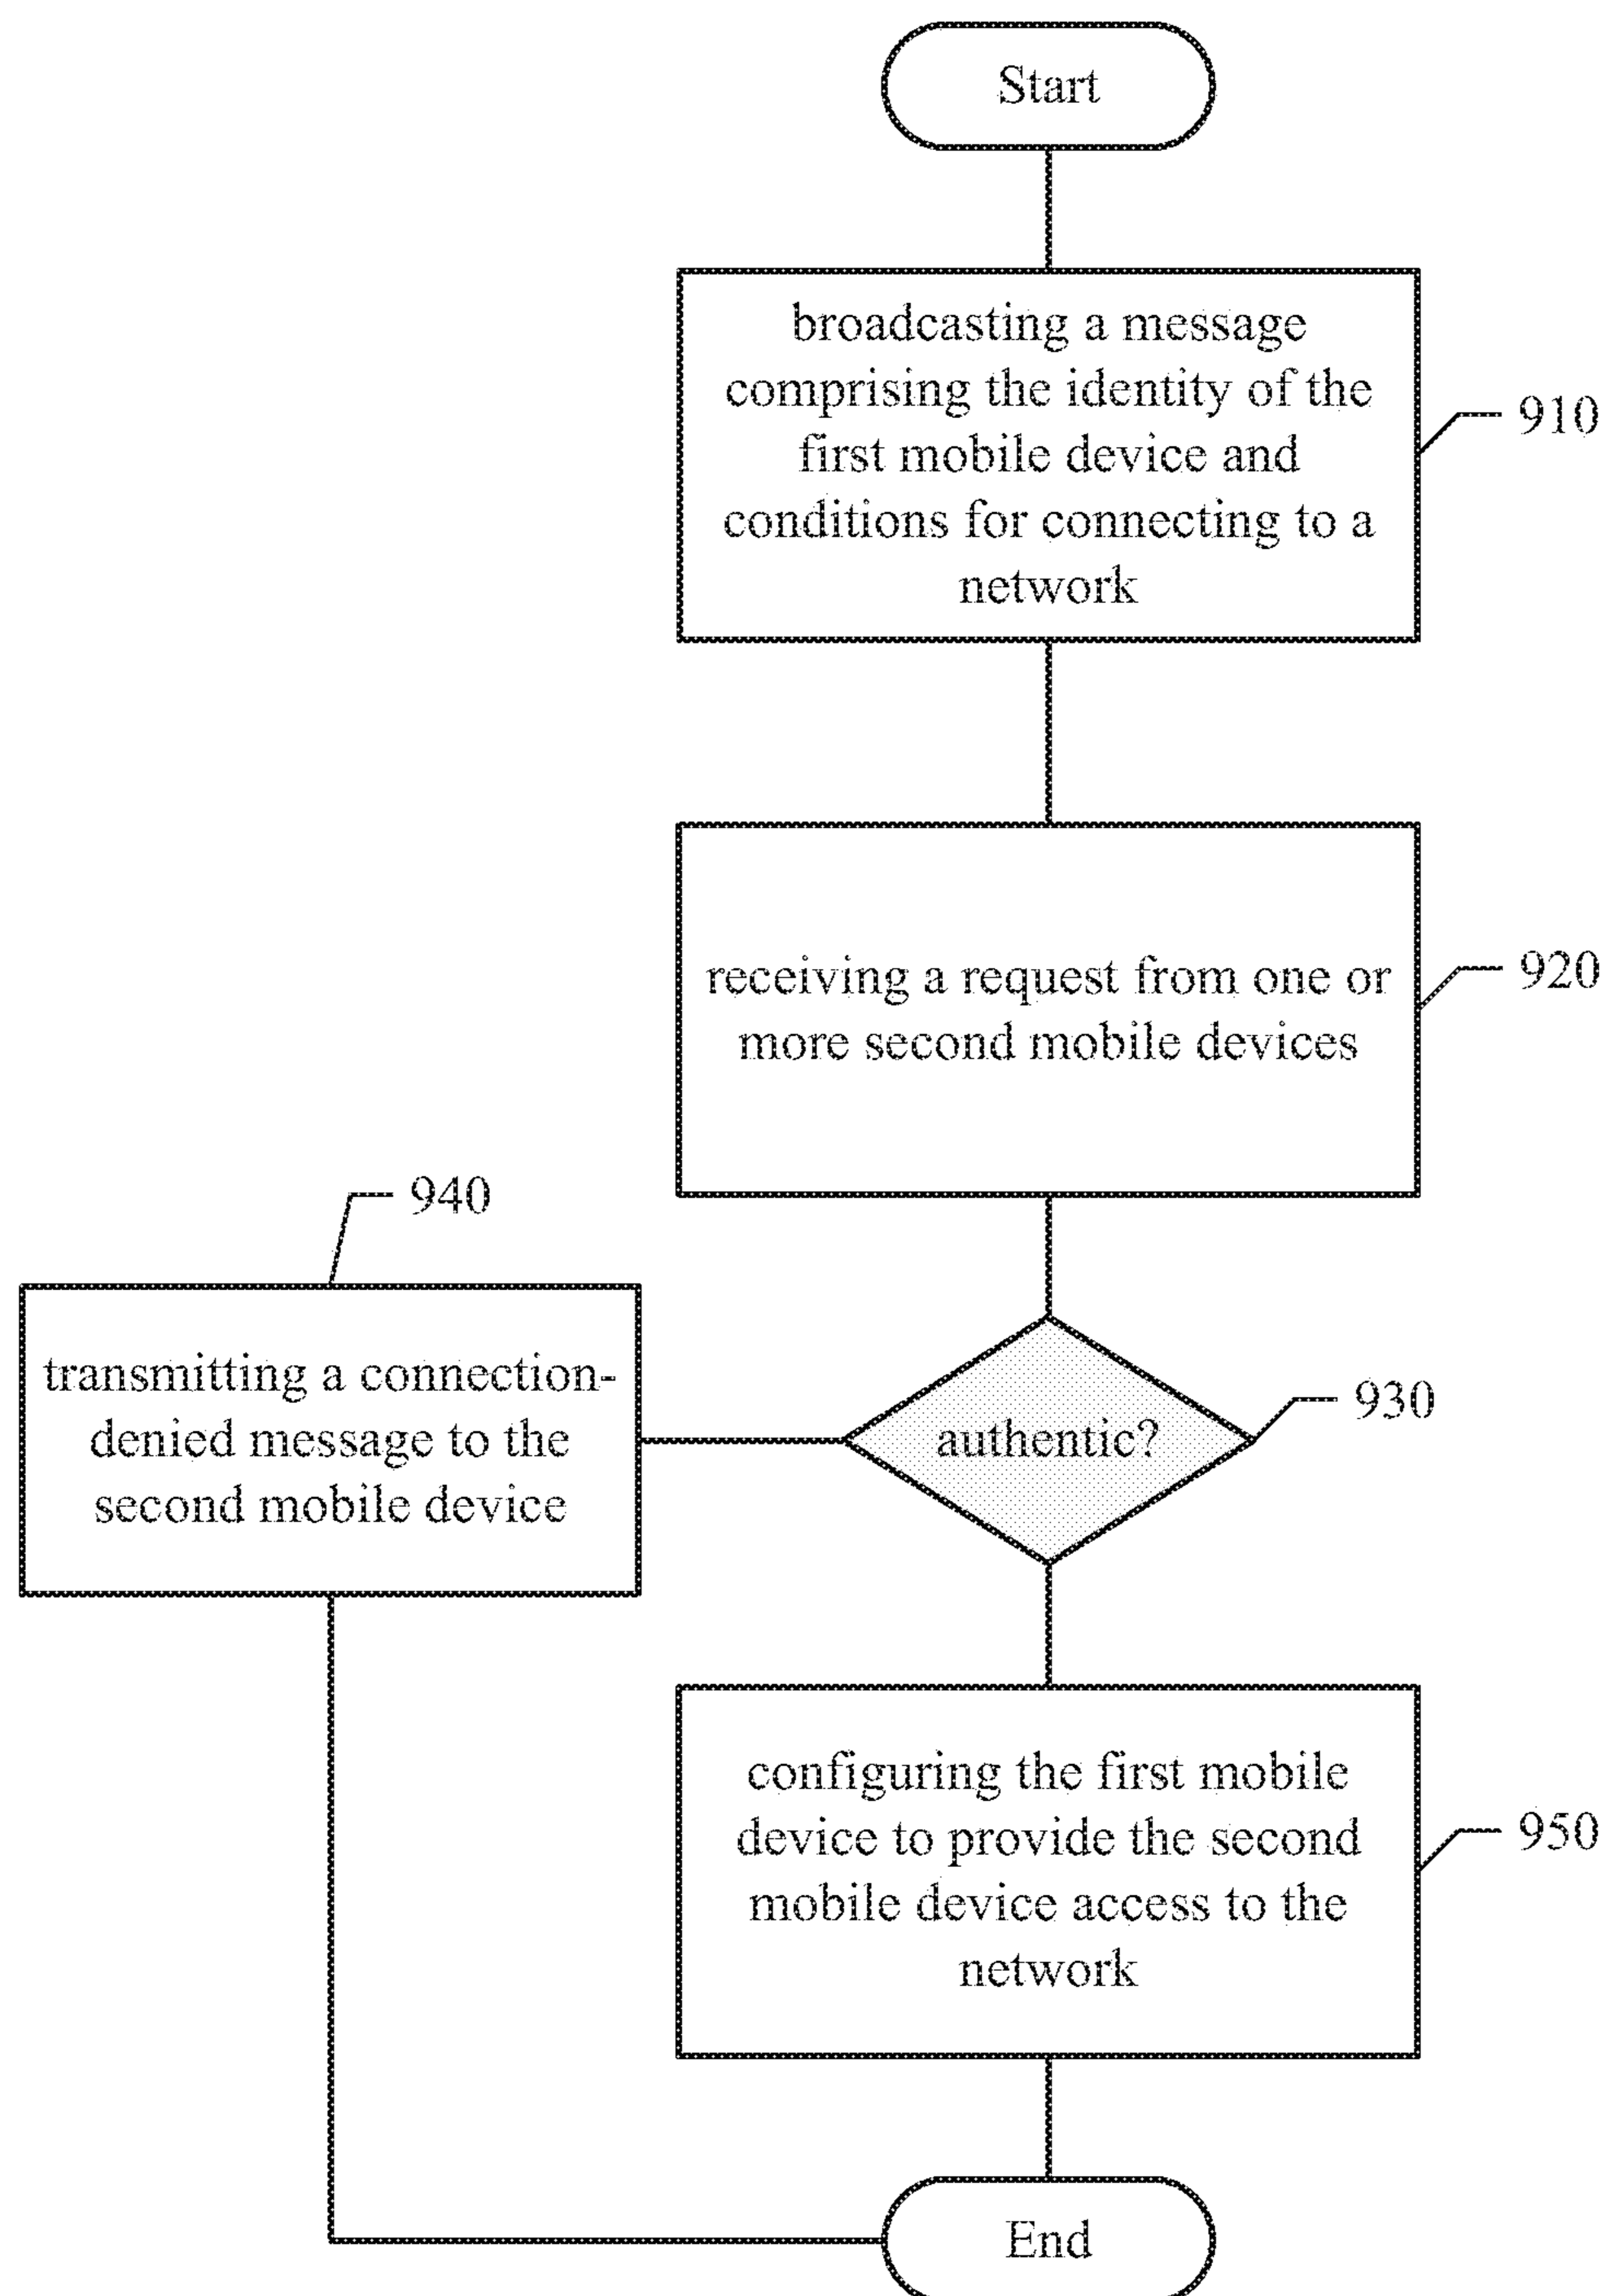 Start
broadcasting a message
comprising the identity of the
first mobile device and
conditions for connecting to a
network
910
receiving a request from one or
more second mobile devices
920
940
transmitting a connection-
denied message to the
second mobile device
authentic?
930
configuring the first mobile
device to provide the second
mobile device access to the
network
950
End